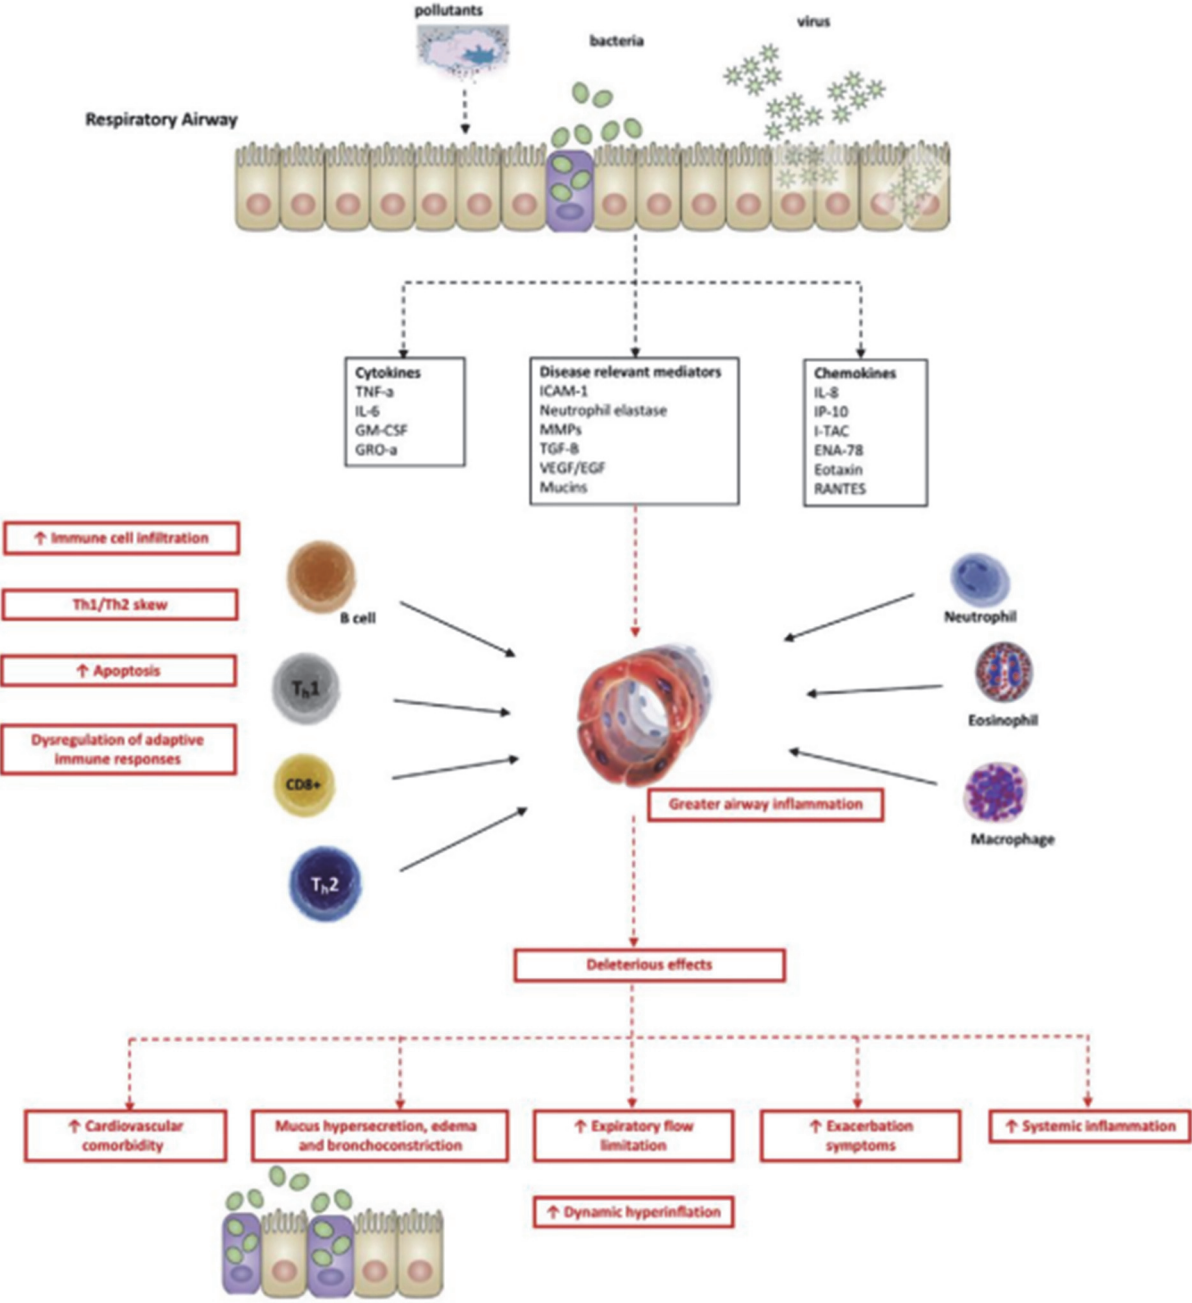 pollutants
bacteria
virus
Respiratory Airway
Cytokines
TNF-a
IL-6
GM-CSF
GRO-a
Disease relevant mediators
ICAM-1
Neutrophil elastase
MMPs
TGF-B
VEGF/EGF
Mucins
Chemokines
IL-8
IP-10
I-TAC
ENA-78
Eotaxin
RANTES
↑ Immune cell infiltration
Th1/Th2 skew
↑ Apoptosis
Dysregulation of adaptive
immune responses
B cell
Th1
CD8+
Th2
Neutrophil
Eosinophil
Macrophage
Greater airway inflammation
Deleterious effects
↑ Cardiovascular
comorbidity
Mucus hypersecretion, edema
and bronchoconstriction
↑ Expiratory flow
limitation
↑ Exacerbation
symptoms
↑ Systemic inflammation
↑ Dynamic hyperinflation